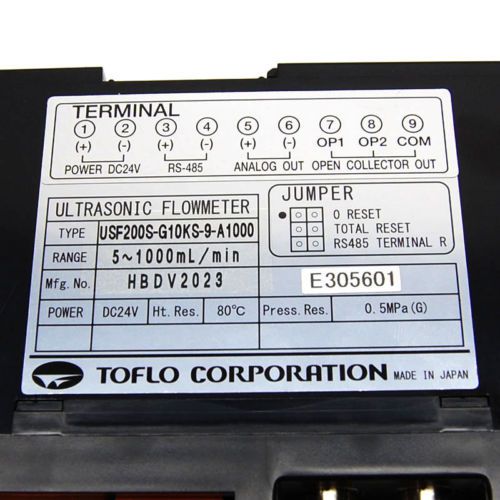 TERMINAL
1 2 3 4 5 6 7 8 9
(+) (-) (+) (-) (+) (-) OP1 OP2 COM
POWER DC24V RS-485 ANALOG OUT OPEN COLLECTOR OUT
ULTRASONIC FLOWMETER
TYPE USF200S-G10KS-9-A1000
RANGE 5~1000mL/min
Mfg. No. HBDV2023 E305601
JUMPER
0 RESET
TOTAL RESET
RS485 TERMINAL R
POWER DC24V Ht. Res. 80℃ Press. Res. 0.5MPa(G)
TOFLO CORPORATION MADE IN JAPAN